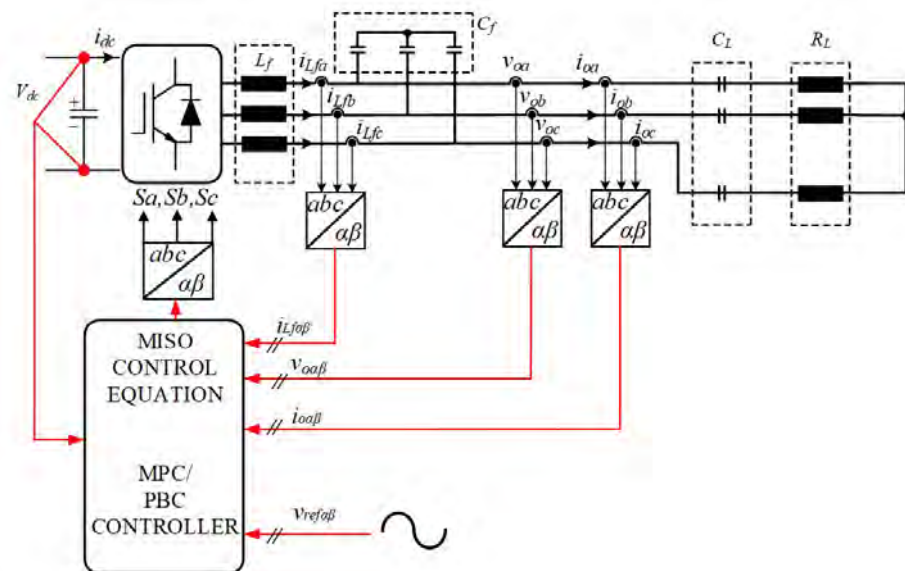 i_dc
L_f
i_Lfa
C_f
v_oa
i_oa
C_L
R_L
V_dc
+
−
i_Lfb
v_ob
i_ob
i_Lfc
v_oc
i_oc
Sa,Sb,Sc
abc
αβ
abc
αβ
abc
αβ
abc
αβ
MISO
CONTROL
EQUATION
i_Lfαβ
v_oαβ
i_oαβ
MPC/
PBC
CONTROLLER
v_refαβ